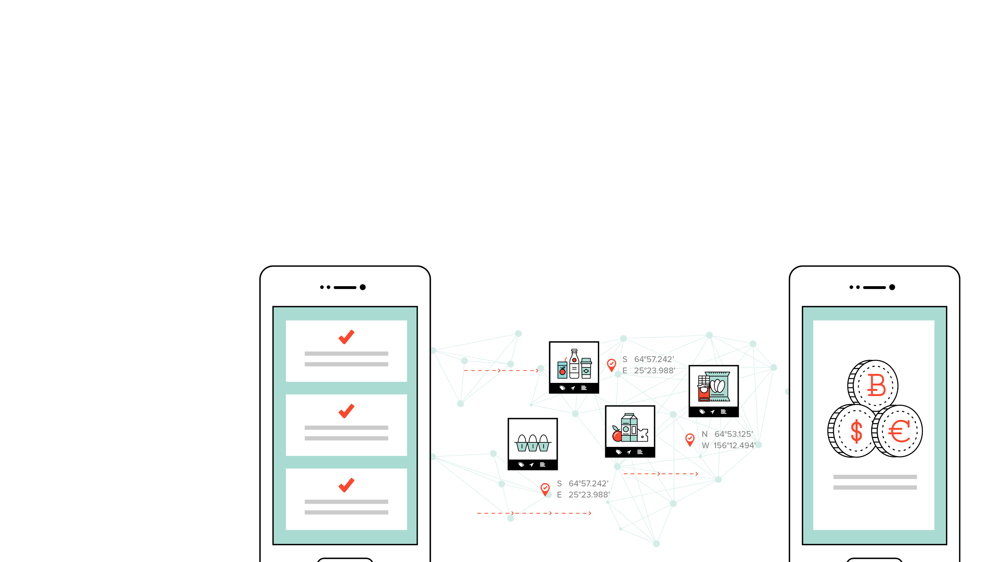 S 64°57.242’
E 25°23.988’
N 64°53.125’
W 156°12.494’
S 64°57.242’
E 25°23.988’
₿
$
€